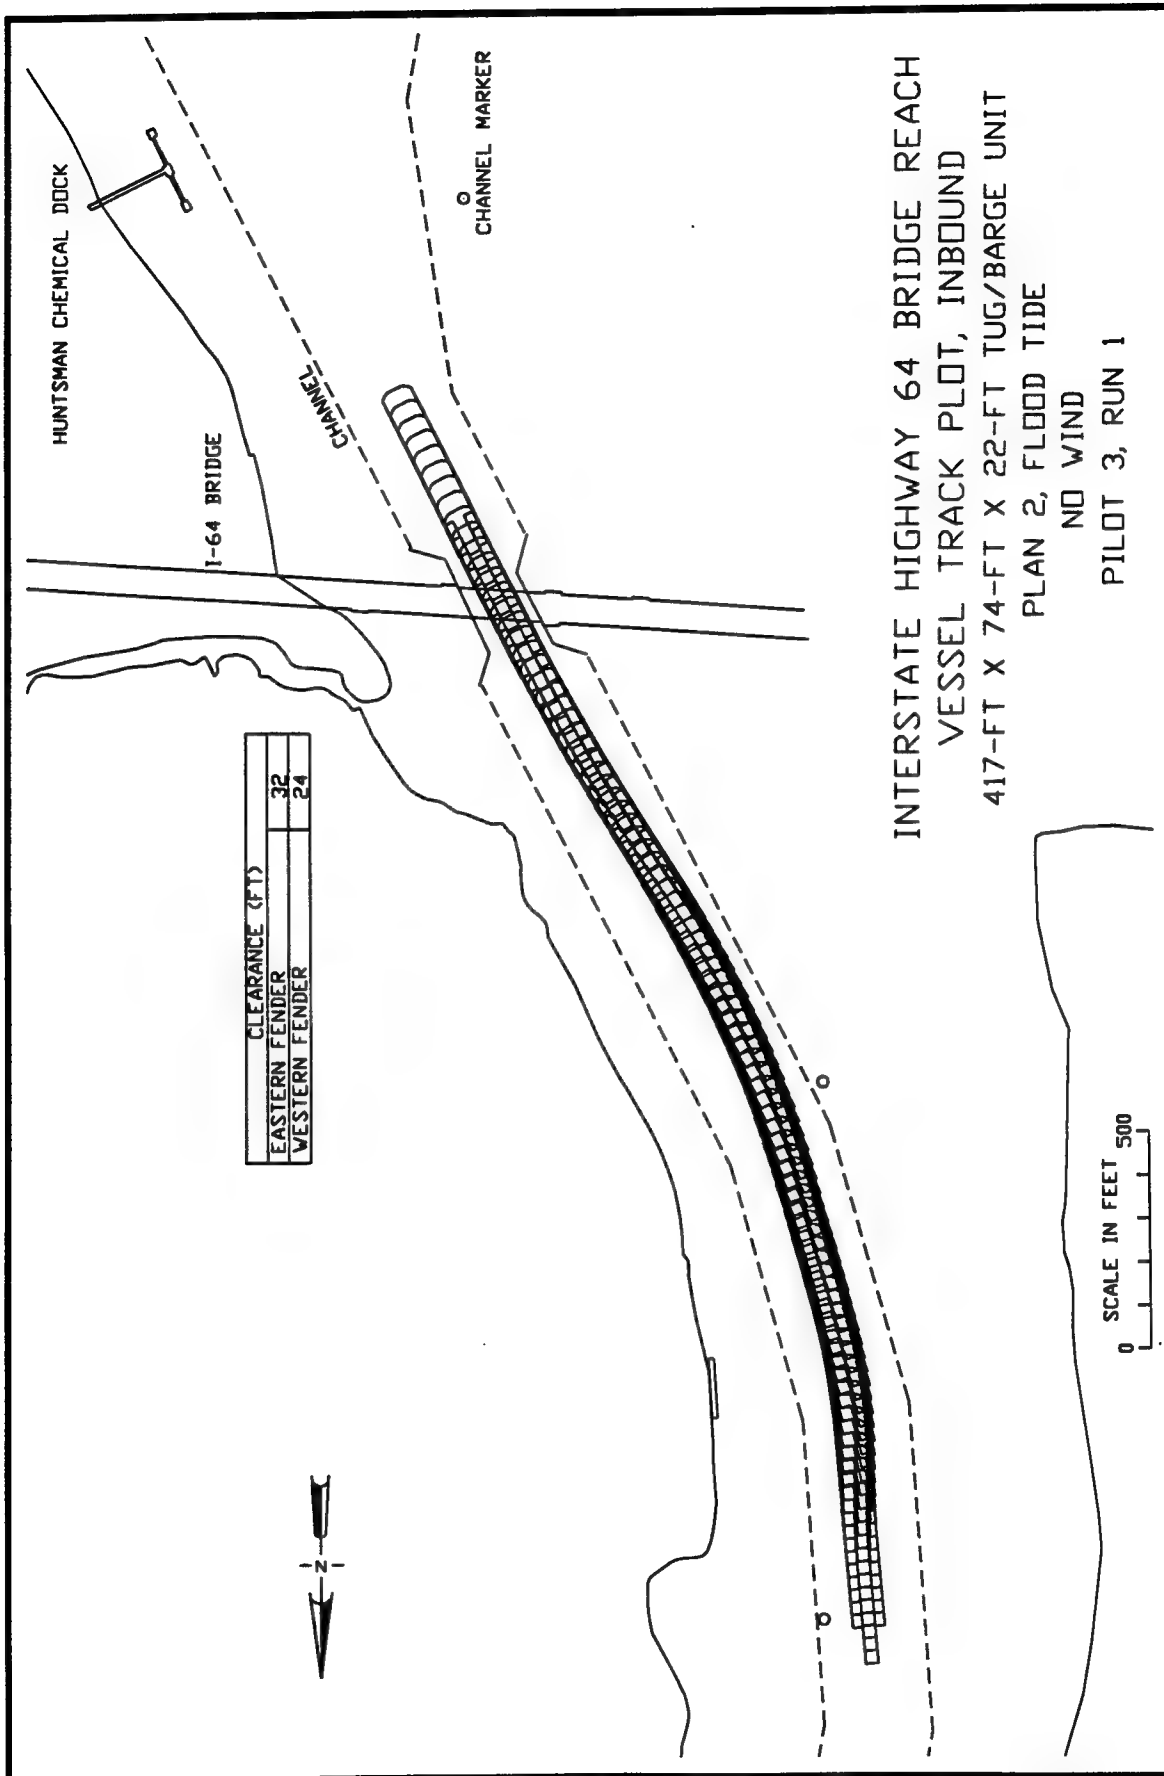 HUNTSMAN CHEMICAL DOCK
CHANNEL MARKER
CHANNEL
I-64 BRIDGE
CLEARANCE (FT)
EASTERN FENDER 32
WESTERN FENDER 24
N
INTERSTATE HIGHWAY 64 BRIDGE REACH
VESSEL TRACK PLOT, INBOUND
417-FT X 74-FT X 22-FT TUG/BARGE UNIT
PLAN 2, FLOOD TIDE
NO WIND
PILOT 3, RUN 1
SCALE IN FEET
0 500